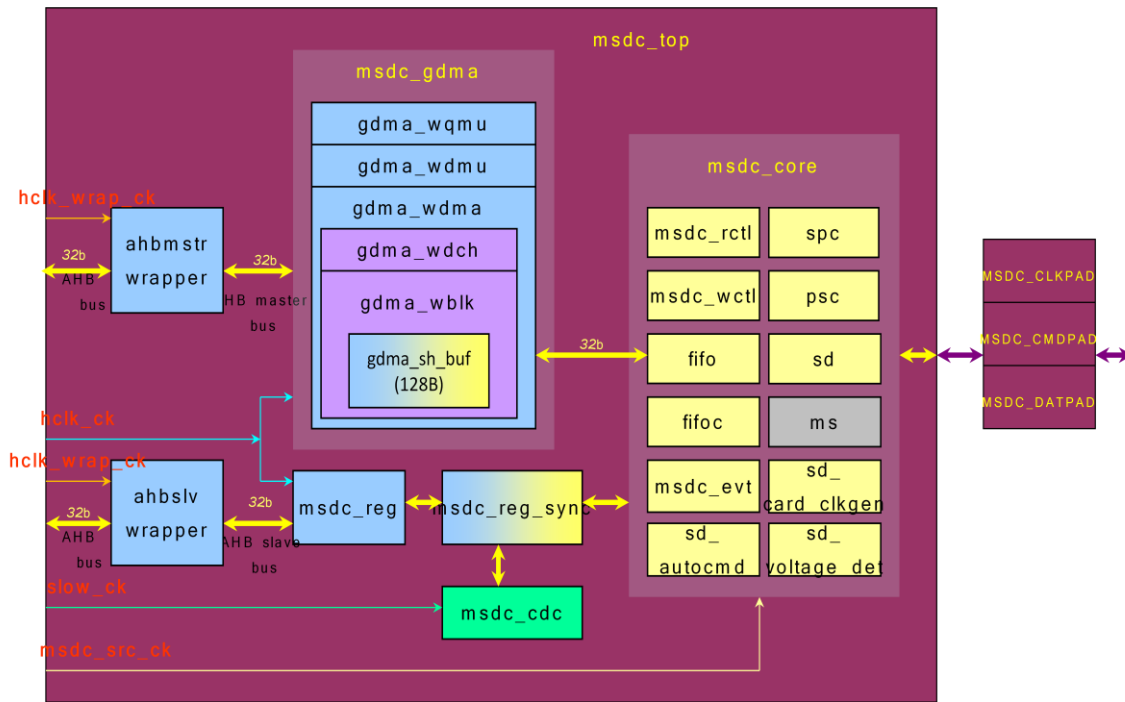 msdc_top
msdc_gdma
gdma_wqmu
gdma_wdmu
gdma_wdma
gdma_wdch
gdma_wblk
gdma_sh_buf
(128B)
hclk_wrap_ck
32b
AHB
bus
ahbmstr
wrapper
32b
HB master
bus
32b
hclk_ck
hclk_wrap_ck
32b
AHB
bus
ahbslv
wrapper
32b
AHB slave
bus
msdc_reg
msdc_reg_sync
slow_ck
msdc_cdc
msdc_src_ck
msdc_core
msdc_rctl
spc
msdc_wctl
psc
fifo
sd
fifoc
ms
msdc_evt
sd_
card_clkgen
sd_
autocmd
sd_
voltage_det
MSDC_CLKPAD
MSDC_CMDPAD
MSDC_DATPAD